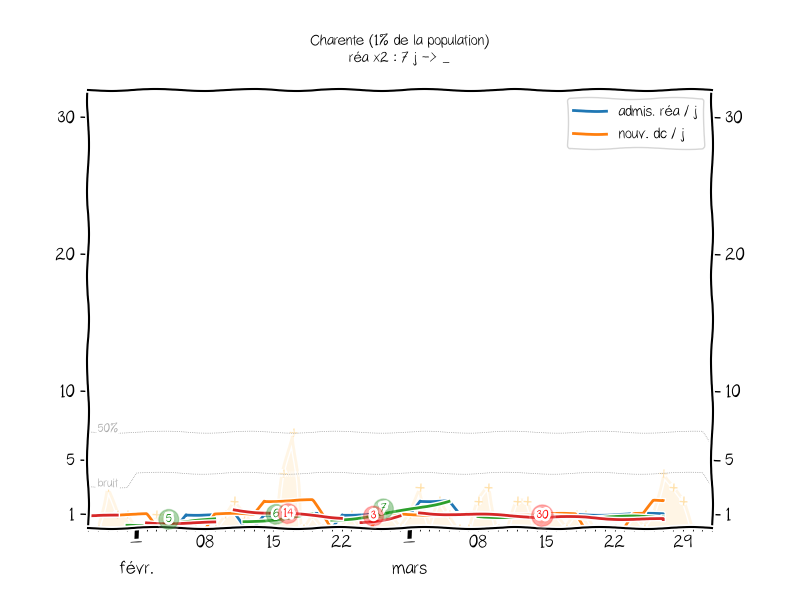 Charente (1% de la population)
réa x2 : 7 j -> _
admis. réa / j
nouv. dc / j
30 30
20 20
10 10
50%
5 5
bruit
1 5 6 14 3 7 30 1
08 15 22 08 15 22 29
févr. mars